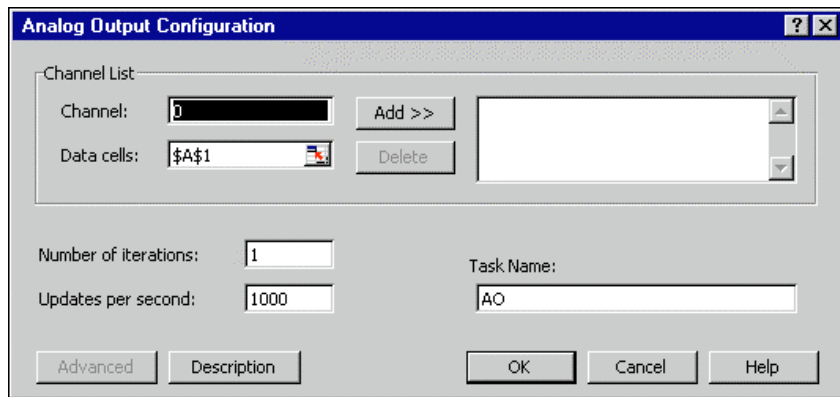 Analog Output Configuration
Channel List
Channel: 0 Add >>
Data cells: $A$1 Delete
Number of iterations: 1
Task Name:
Updates per second: 1000 AO
Advanced Description OK Cancel Help